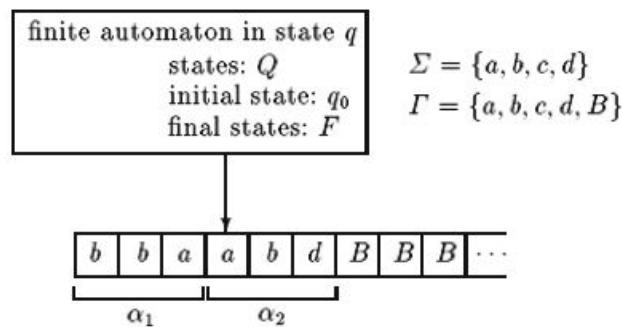 finite automaton in state q
states: Q
initial state: q₀
final states: F
Σ = {a, b, c, d}
Γ = {a, b, c, d, B}
b b a a b d B B B ···
α₁ α₂